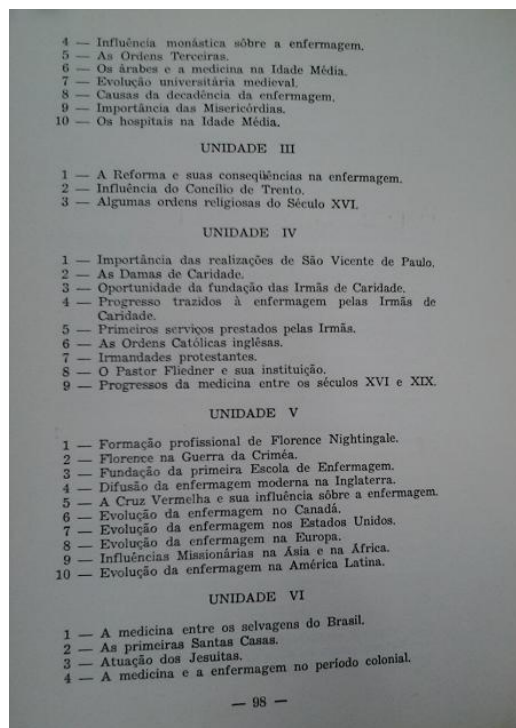 4 — Influência monástica sôbre a enfermagem.
5 — As Ordens Terceiras.
6 — Os árabes e a medicina na Idade Média.
7 — Evolução universitária medieval.
8 — Causas da decadência da enfermagem.
9 — Importância das Misericórdias.
10 — Os hospitais na Idade Média.
UNIDADE III
1 — A Reforma e suas conseqüências na enfermagem.
2 — Influência do Concílio de Trento.
3 — Algumas ordens religiosas do Século XVI.
UNIDADE IV
1 — Importância das realizações de São Vicente de Paulo.
2 — As Damas de Caridade.
3 — Oportunidade da fundação das Irmãs de Caridade.
4 — Progresso trazidos à enfermagem pelas Irmãs de
Caridade.
5 — Primeiros serviços prestados pelas Irmãs.
6 — As Ordens Católicas inglêsas.
7 — Irmandades protestantes.
8 — O Pastor Fliedner e sua instituição.
9 — Progressos da medicina entre os séculos XVI e XIX.
UNIDADE V
1 — Formação profissional de Florence Nightingale.
2 — Florence na Guerra da Criméa.
3 — Fundação da primeira Escola de Enfermagem.
4 — Difusão da enfermagem moderna na Inglaterra.
5 — A Cruz Vermelha e sua influência sôbre a enfermagem.
6 — Evolução da enfermagem no Canadá.
7 — Evolução da enfermagem nos Estados Unidos.
8 — Evolução da enfermagem na Europa.
9 — Influências Missionárias na Ásia e na África.
10 — Evolução da enfermagem na América Latina.
UNIDADE VI
1 — A medicina entre os selvagens do Brasil.
2 — As primeiras Santas Casas.
3 — Atuação dos Jesuitas.
4 — A medicina e a enfermagem no período colonial.
— 98 —